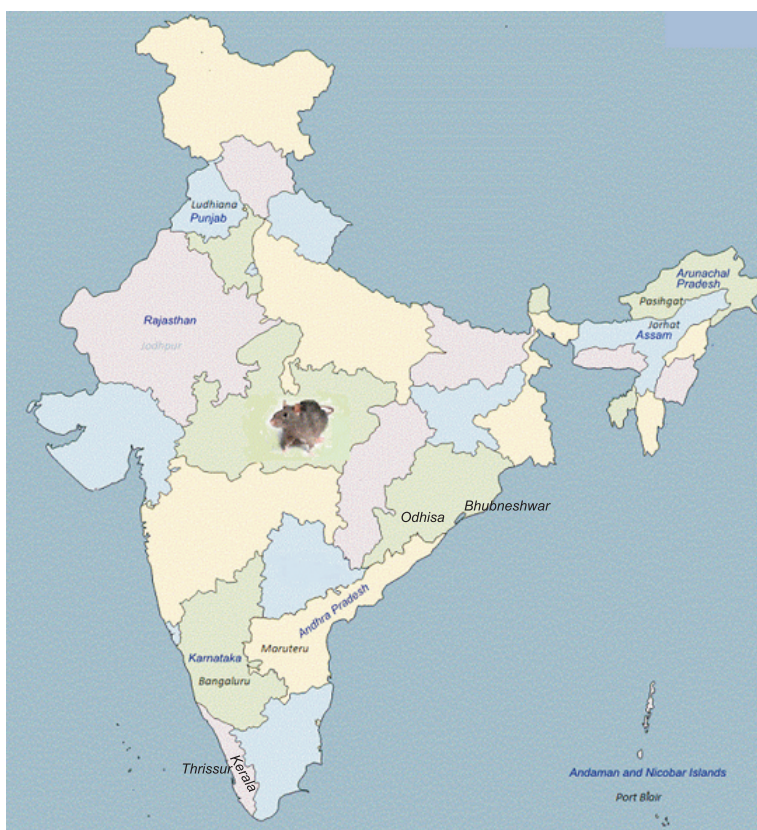 Ludhiana
Punjab
Arunachal
Pradesh
Pasihgat
Rajasthan
Jorhat
Assam
Jodhpur
Bhubneshwar
Odhisa
Andhra Pradesh
Maruteru
Karnataka
Bangaluru
Thrissur
Kerala
Andaman and Nicobar Islands
Port Blair